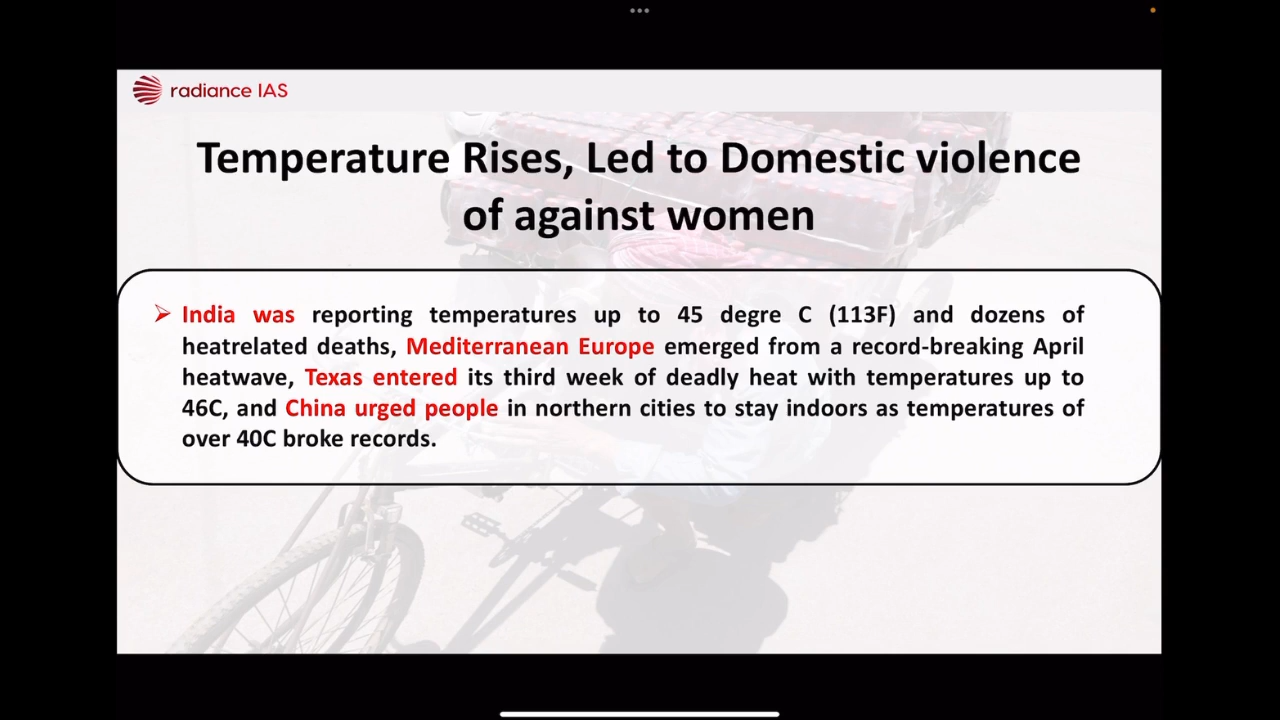 radiance IAS
Temperature Rises, Led to Domestic violence
of against women
India was reporting temperatures up to 45 degre C (113F) and dozens of
heatrelated deaths, Mediterranean Europe emerged from a record-breaking April
heatwave, Texas entered its third week of deadly heat with temperatures up to
46C, and China urged people in northern cities to stay indoors as temperatures of
over 40C broke records.